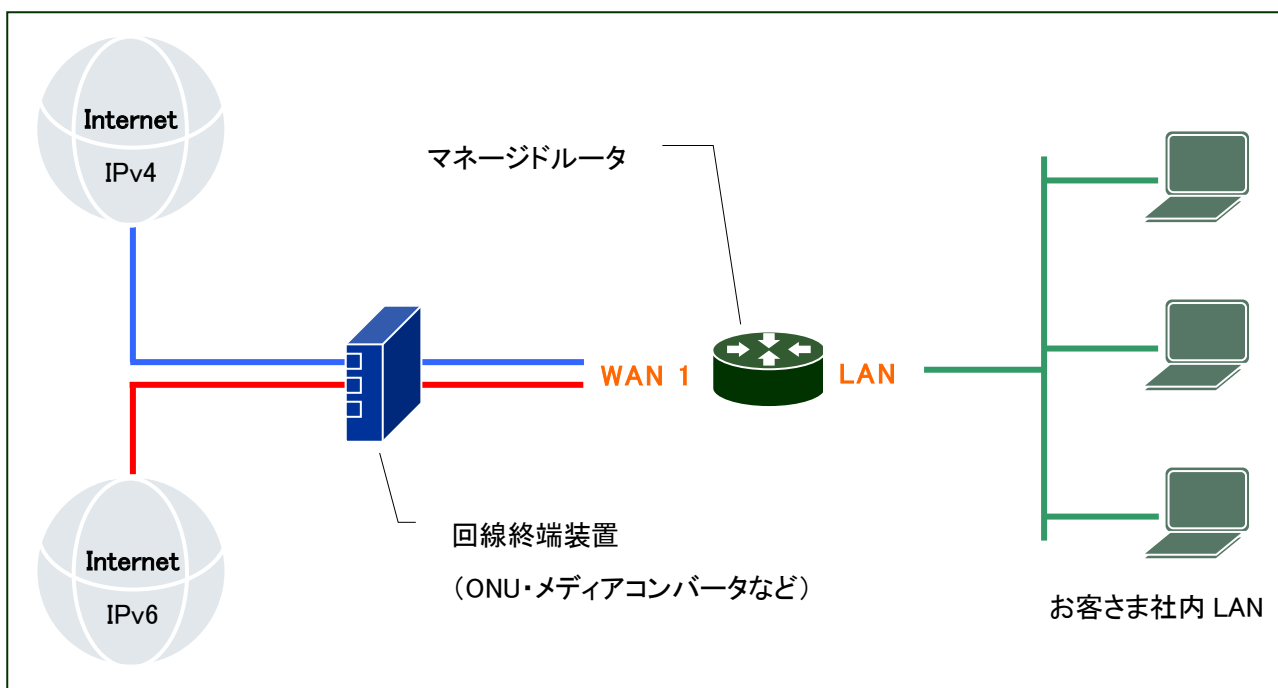 Internet
IPv4
マネージドルータ
WAN 1
LAN
回線終端装置
（ONU・メディアコンバータなど）
Internet
IPv6
お客さま社内 LAN